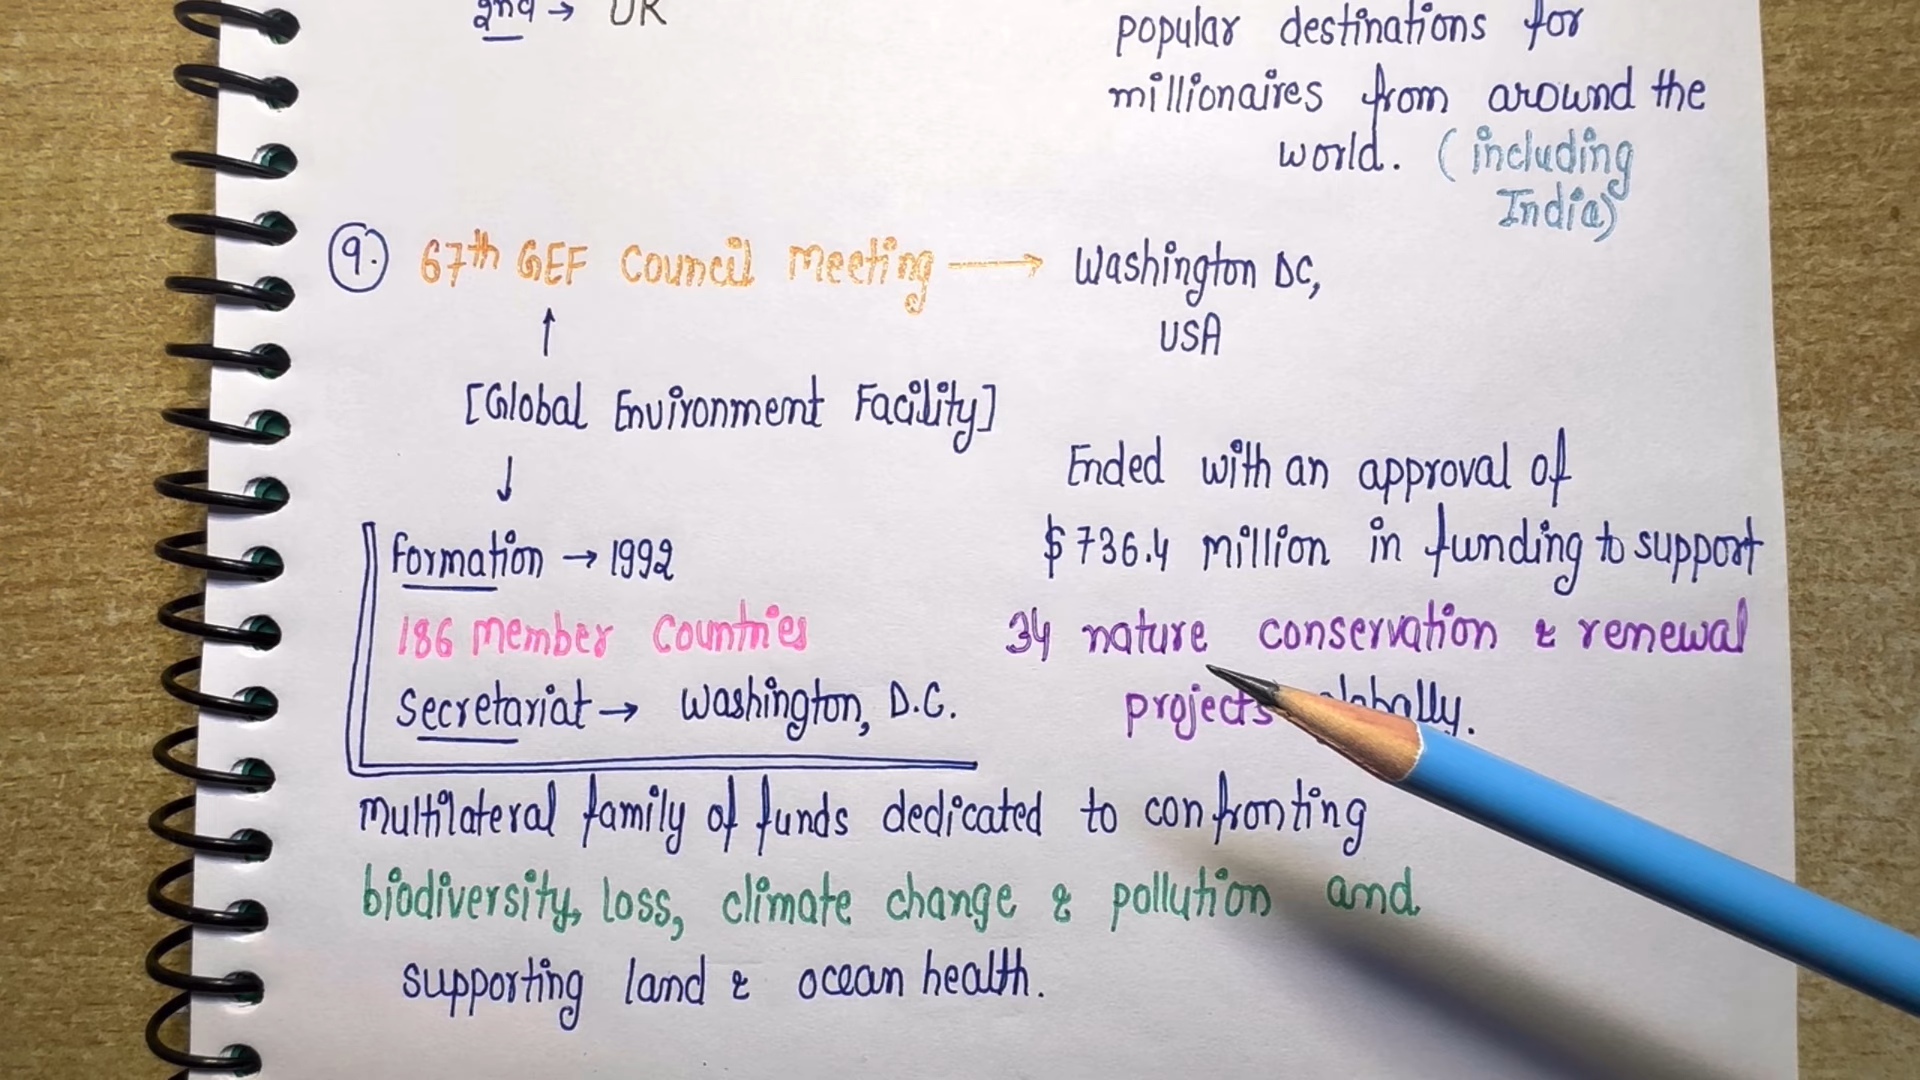 2nd → UK
popular destinations for
millionaires from around the
world. (including
India)
9. 67th GEF Council Meeting → Washington DC,
USA
↑
[Global Environment Facility]
↓
Formation → 1992
186 member Countries
Secretariat → Washington, D.C.
Ended with an approval of
$736.4 million in funding to support
34 nature conservation & renewal
projects globally.
Multilateral family of funds dedicated to confronting
biodiversity, loss, climate change & pollution and
supporting land & ocean health.